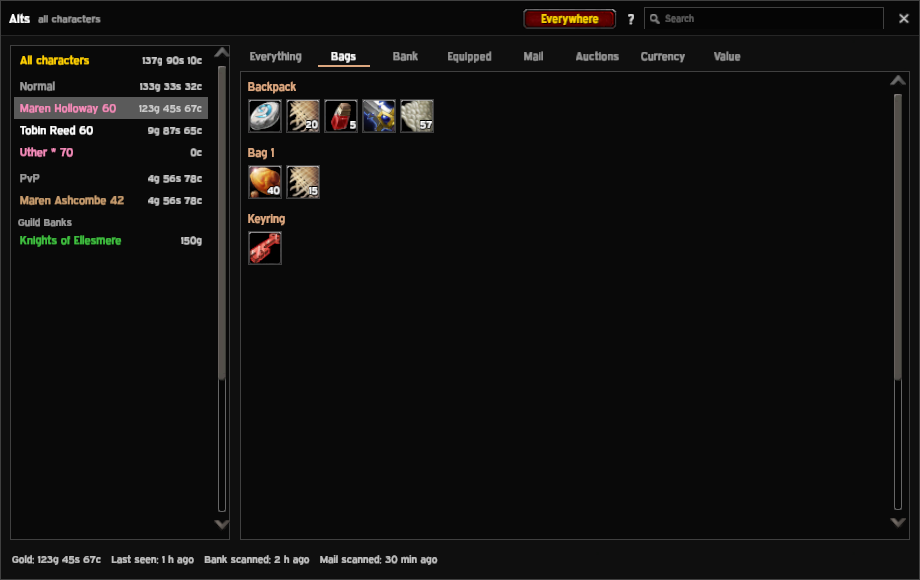 Alts all characters Everywhere ? Search
Everything Bags Bank Equipped Mail Auctions Currency Value
All characters 137g 90s 10c
Normal 133g 33s 32c
Maren Holloway 60 123g 45s 67c
Tobin Reed 60 9g 87s 65c
Uther * 70 0c
PvP 4g 56s 78c
Maren Ashcombe 42 4g 56s 78c
Guild Banks
Knights of Ellesmere 150g
Backpack
20 5 57
Bag 1
40 15
Keyring
Gold: 123g 45s 67c Last seen: 1 h ago Bank scanned: 2 h ago Mail scanned: 30 min ago